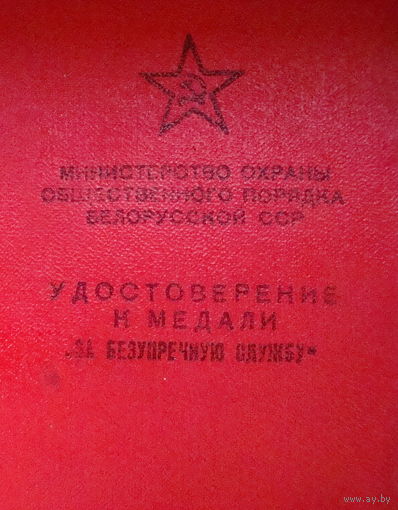 МИНИСТЕРСТВО ОХРАНЫ
ОБЩЕСТВЕННОГО ПОРЯДКА
БЕЛОРУССКОЙ ССР
УДОСТОВЕРЕНИЕ
К МЕДАЛИ
„ЗА БЕЗУПРЕЧНУЮ СЛУЖБУ"
www.ay.by